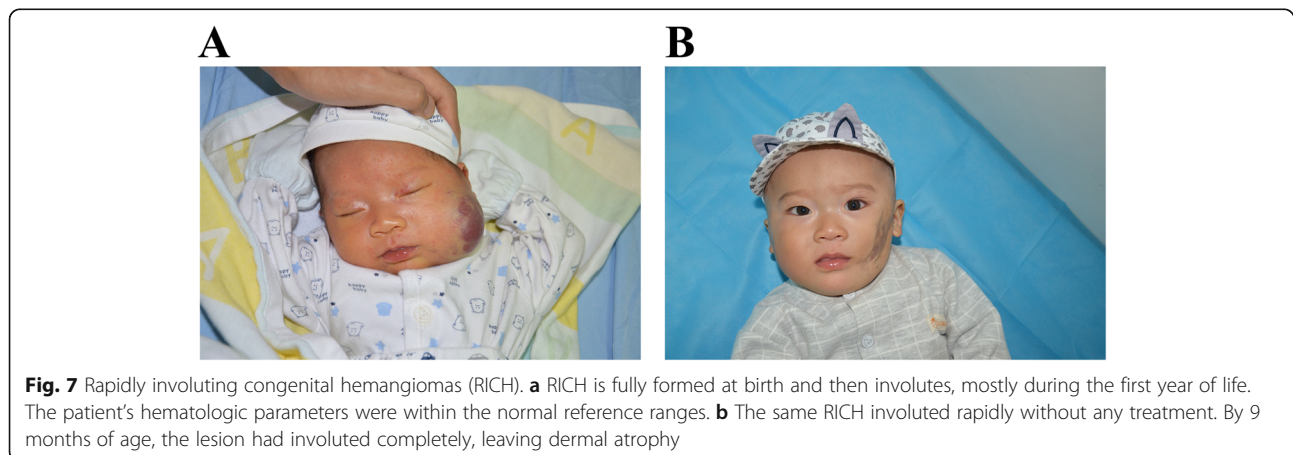 A
B
A
A
happy baby
happy baby
Fig. 7 Rapidly involuting congenital hemangiomas (RICH). a RICH is fully formed at birth and then involutes, mostly during the first year of life.
The patient's hematologic parameters were within the normal reference ranges. b The same RICH involuted rapidly without any treatment. By 9
months of age, the lesion had involuted completely, leaving dermal atrophy